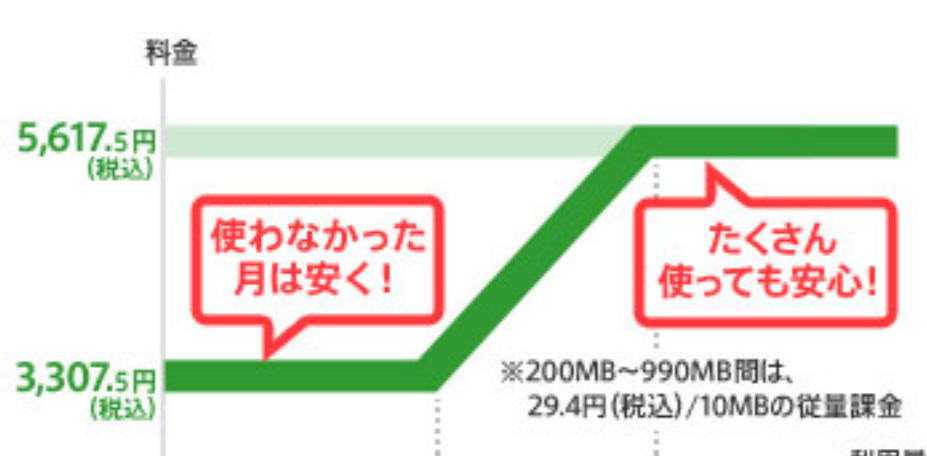 料金
5,617.5円
(税込)
使わなかった
月は安く!
たくさん
使っても安心!
3,307.5円
(税込)
※200MB~990MB間は、
29.4円(税込)/10MBの従量課金